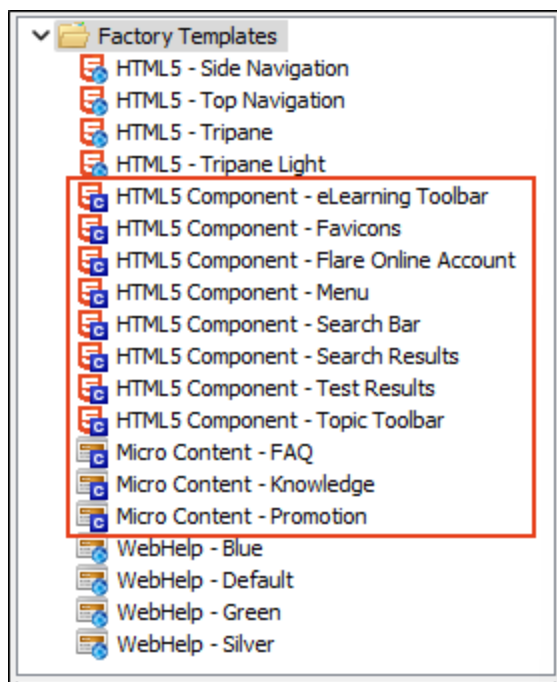 Factory Templates
HTML5 - Side Navigation
HTML5 - Top Navigation
HTML5 - Tripane
HTML5 - Tripane Light
HTML5 Component - eLearning Toolbar
HTML5 Component - Favicons
HTML5 Component - Flare Online Account
HTML5 Component - Menu
HTML5 Component - Search Bar
HTML5 Component - Search Results
HTML5 Component - Test Results
HTML5 Component - Topic Toolbar
Micro Content - FAQ
Micro Content - Knowledge
Micro Content - Promotion
WebHelp - Blue
WebHelp - Default
WebHelp - Green
WebHelp - Silver